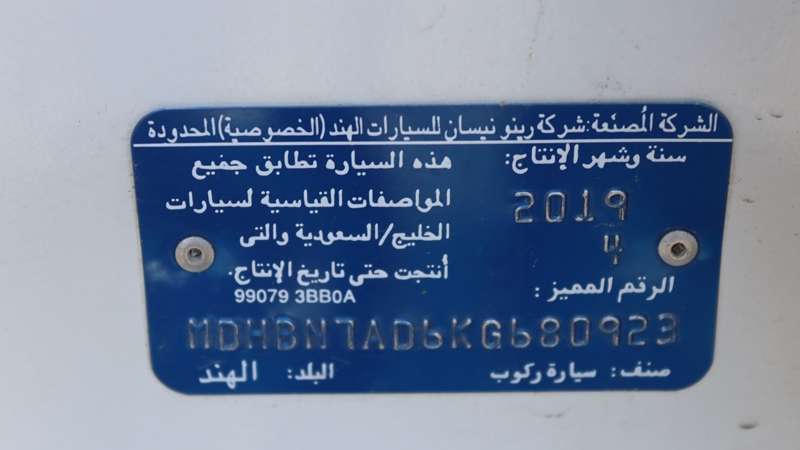 الشركة المُصنّعة: شركة رينو نيسان للسيارات الهند (الخصوصية) المحدودة
سنة وشهر الإنتاج:
2019
4
هذه السيارة تطابق جميع
المواصفات القياسية لسيارات
الخليج/السعودية والتى
أنتجت حتى تاريخ الإنتاج.
99079 3BB0A
الرقم المميز :
MDHBN7AD6KG680923
صنف: سيارة ركوب
البلد: الهند